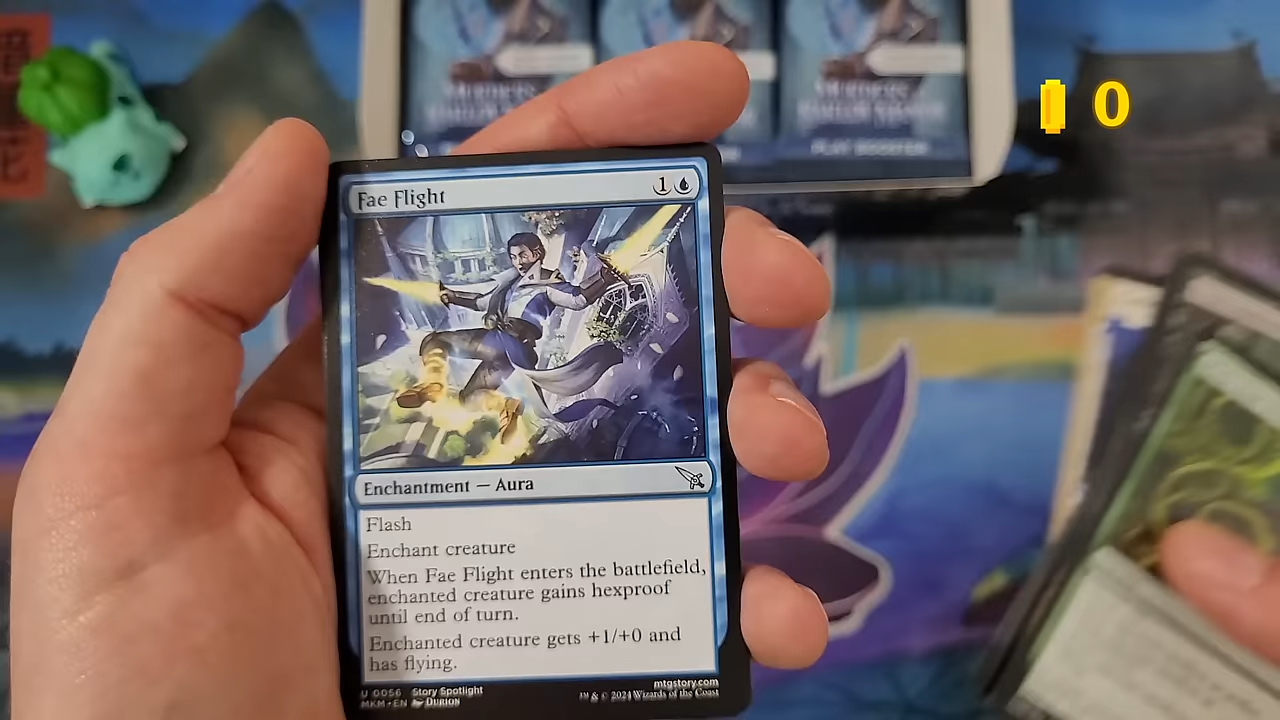 PLAY BOOSTER
0
Fae Flight
1
Enchantment — Aura
Flash
Enchant creature
When Fae Flight enters the battlefield,
enchanted creature gains hexproof
until end of turn.
Enchanted creature gets +1/+0 and
has flying.
U 0056 Story Spotlight
mtgstory.com
MKM • EN DURION
™ & © 2024 Wizards of the Coast